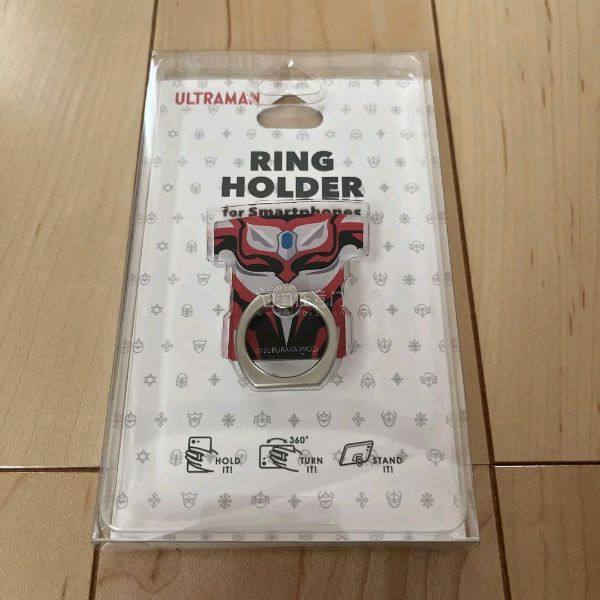 ULTRAMAN
RING
HOLDER
for Smartphones
TSUBURAYA PROD.
HOLD
IT!
360°
TURN
IT!
STAND
IT!